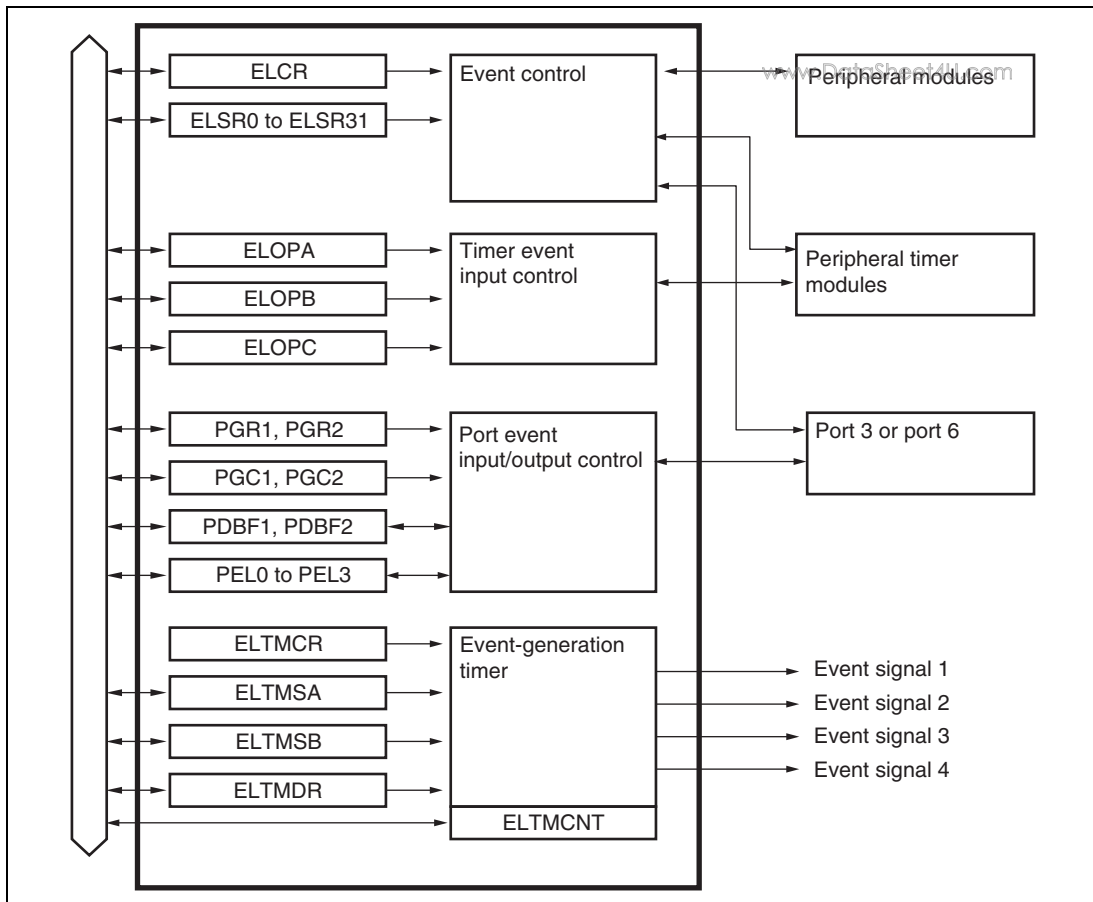 ELCR
ELSR0 to ELSR31
Event control
www.DataSheet4U.com
Peripheral modules
ELOPA
ELOPB
ELOPC
Timer event
input control
Peripheral timer
modules
PGR1, PGR2
PGC1, PGC2
PDBF1, PDBF2
PEL0 to PEL3
Port event
input/output control
Port 3 or port 6
ELTMCR
ELTMSA
ELTMSB
ELTMDR
Event-generation
timer
ELTMCNT
Event signal 1
Event signal 2
Event signal 3
Event signal 4